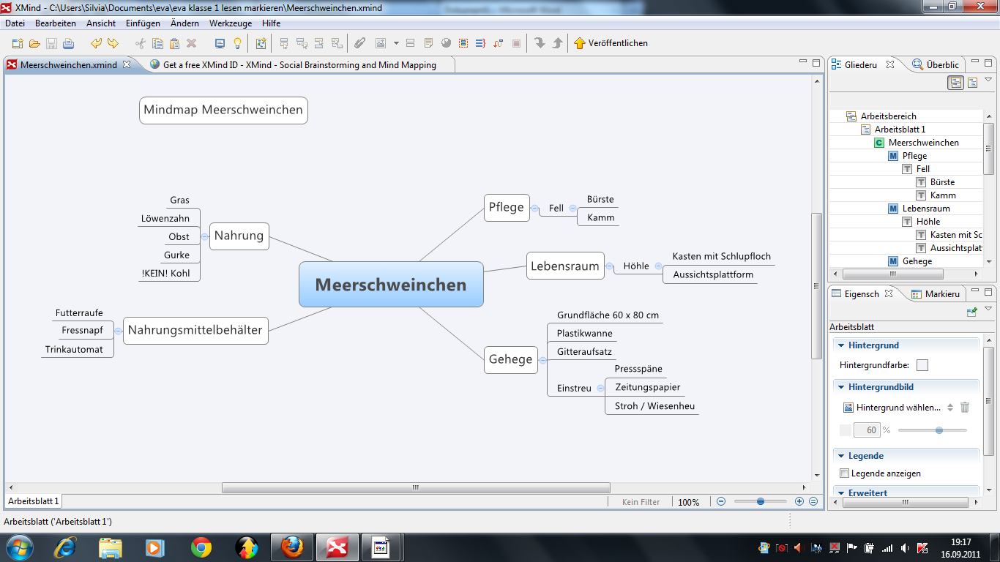 XMind - C:\Users\Silvia\Documents\eva\eva klasse 1 lesen markieren\Meerschweinchen.xmind
Datei Bearbeiten Ansicht Einfügen Ändern Werkzeuge Hilfe
Veröffentlichen
Meerschweinchen.xmind
Get a free XMind ID - XMind - Social Brainstorming and Mind Mapping
Mindmap Meerschweinchen
Gras
Löwenzahn
Obst
Gurke
!KEIN! Kohl
Nahrung
Futterraufe
Fressnapf
Trinkautomat
Nahrungsmittelbehälter
Meerschweinchen
Pflege
Fell
Bürste
Kamm
Lebensraum
Höhle
Kasten mit Schlupfloch
Aussichtsplattform
Gehege
Grundfläche 60 x 80 cm
Plastikwanne
Gitteraufsatz
Einstreu
Pressspäne
Zeitungspapier
Stroh / Wiesenheu
Arbeitsblatt 1
Kein Filter
100%
Arbeitsblatt ('Arbeitsblatt 1')
Gliederu
Überblic
Arbeitsbereich
Arbeitsblatt 1
C Meerschweinchen
M Pflege
T Fell
T Bürste
T Kamm
M Lebensraum
T Höhle
T Kasten mit Sc
T Aussichtsplat
M Gehege
Eigensch
Markieru
Arbeitsblatt
Hintergrund
Hintergrundfarbe:
Hintergrundbild
Hintergrund wählen...
60 %
Legende
Legende anzeigen
Erweitert
19:17
16.09.2011